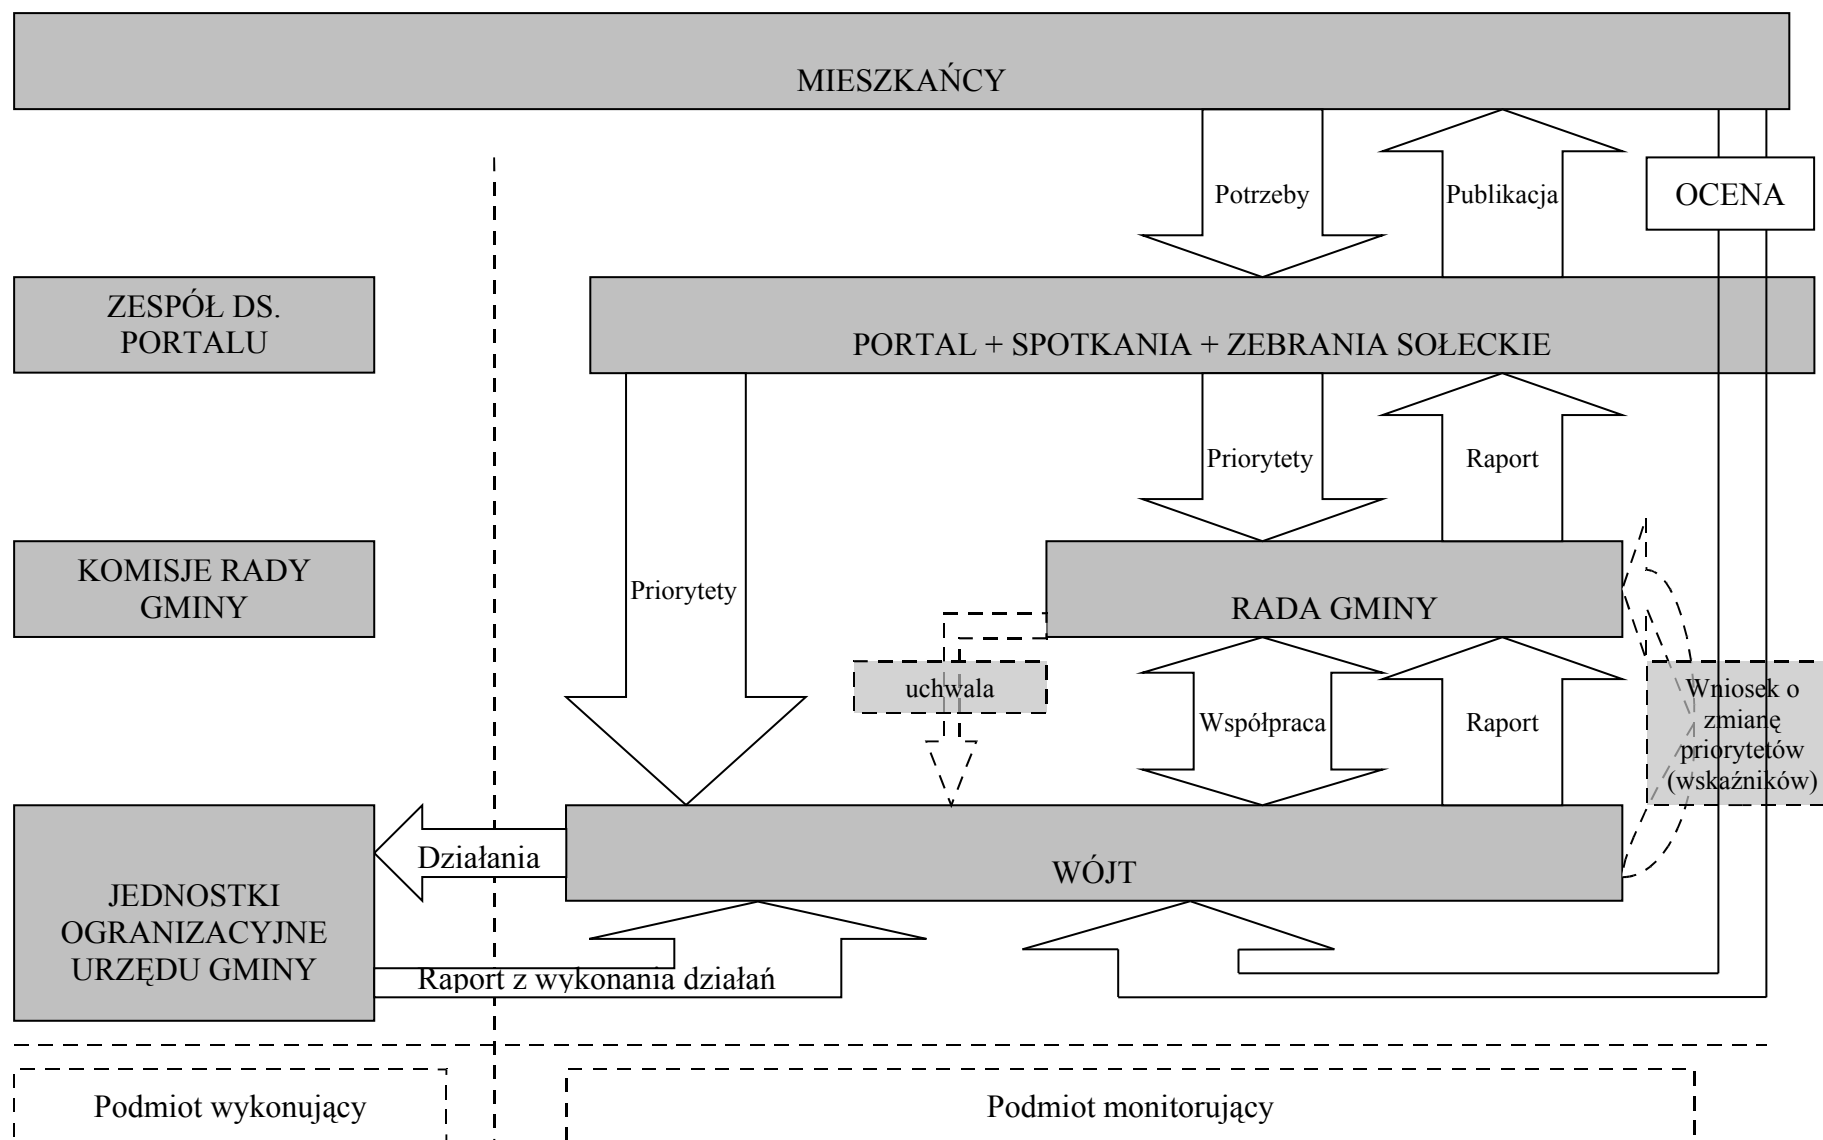 MIESZKAŃCY
Potrzeby
Publikacja
OCENA
ZESPÓŁ DS.
PORTALU
PORTAL + SPOTKANIA + ZEBRANIA SOŁECKIE
Priorytety
Priorytety
Raport
KOMISJE RADY
GMINY
RADA GMINY
uchwala
Współpraca
Raport
Wniosek o
zmianę
priorytetów
(wskaźników)
Działania
WÓJT
JEDNOSTKI
OGRANIZACYJNE
URZĘDU GMINY
Raport z wykonania działań
Podmiot wykonujący
Podmiot monitorujący